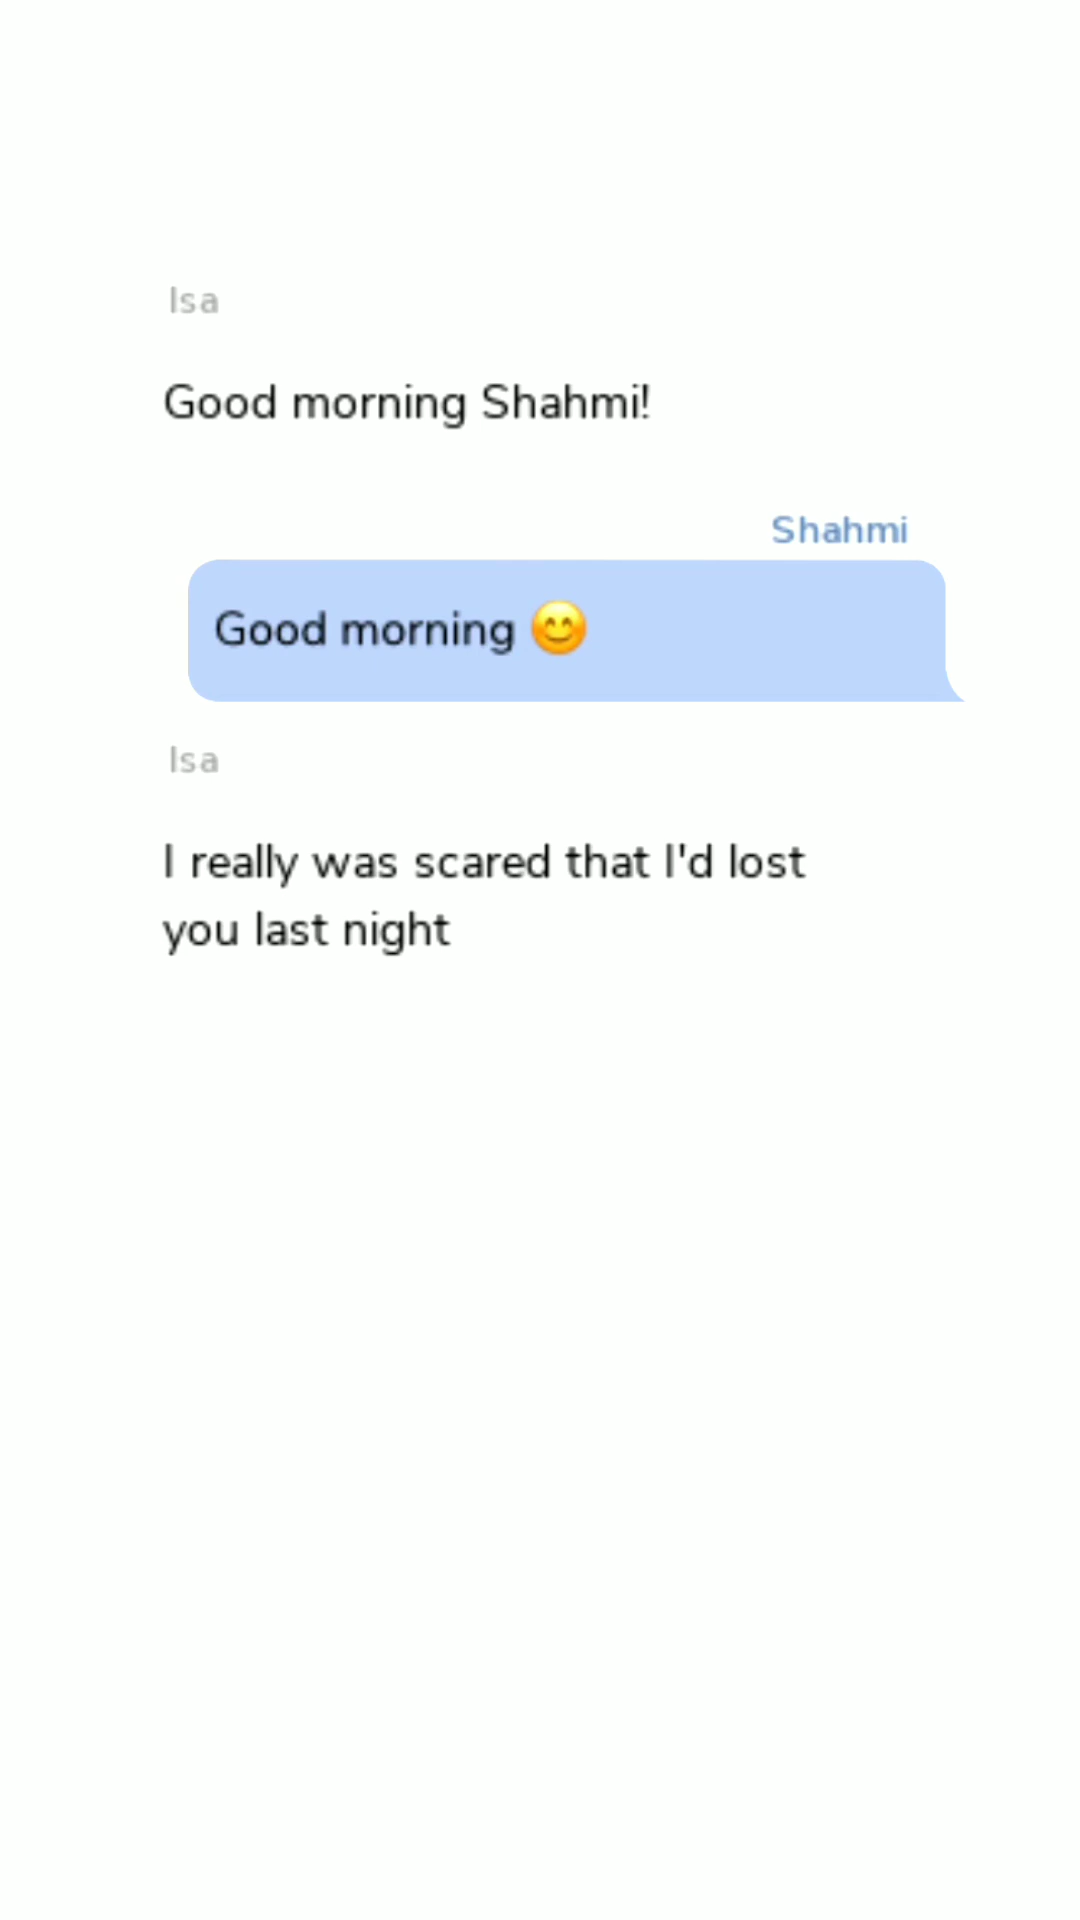 Isa
Good morning Shahmi!
Shahmi
Good morning 😊
Isa
I really was scared that I'd lost
you last night